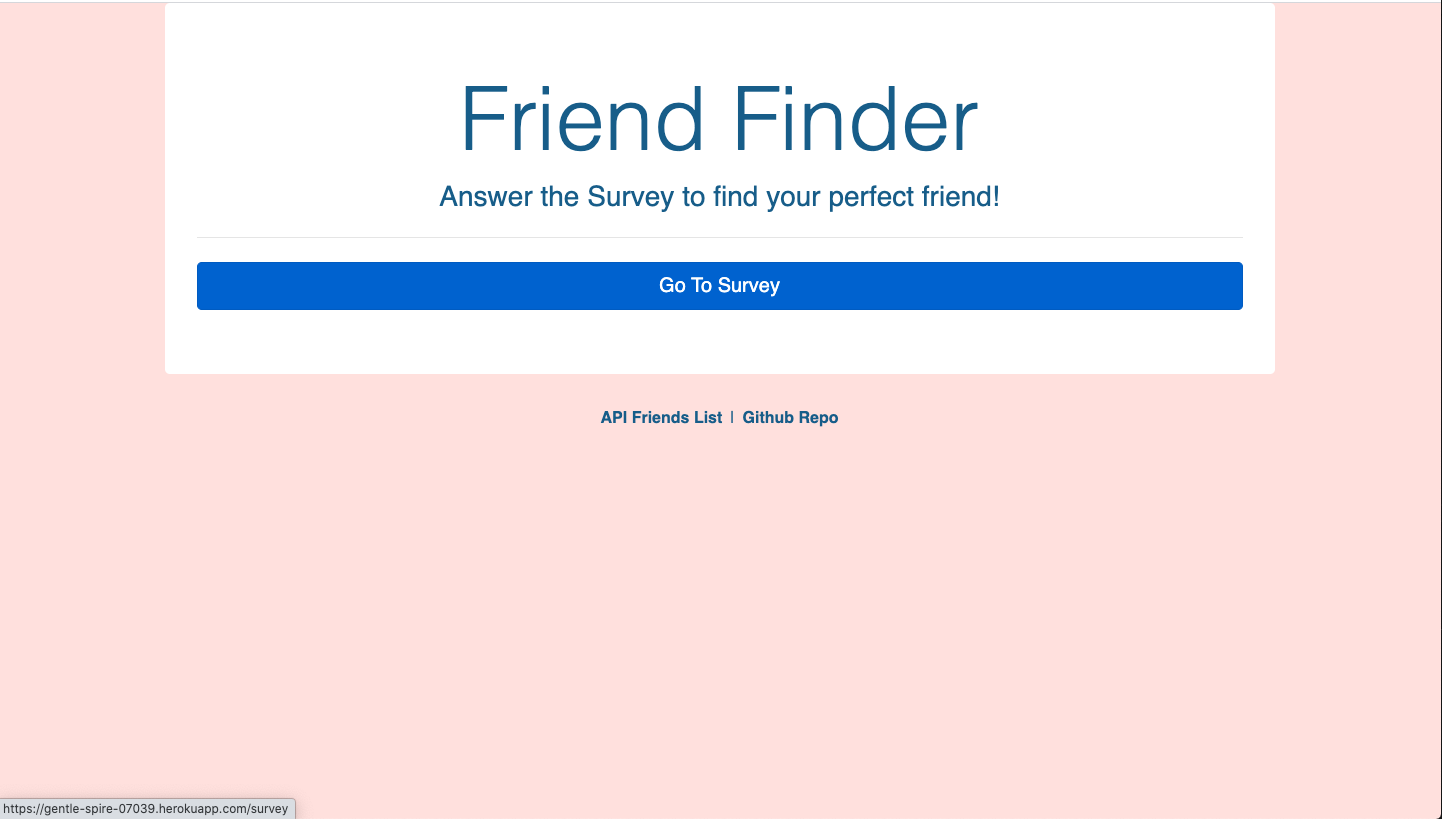 Friend Finder
Answer the Survey to find your perfect friend!
Go To Survey
API Friends List | Github Repo
https://gentle-spire-07039.herokuapp.com/survey